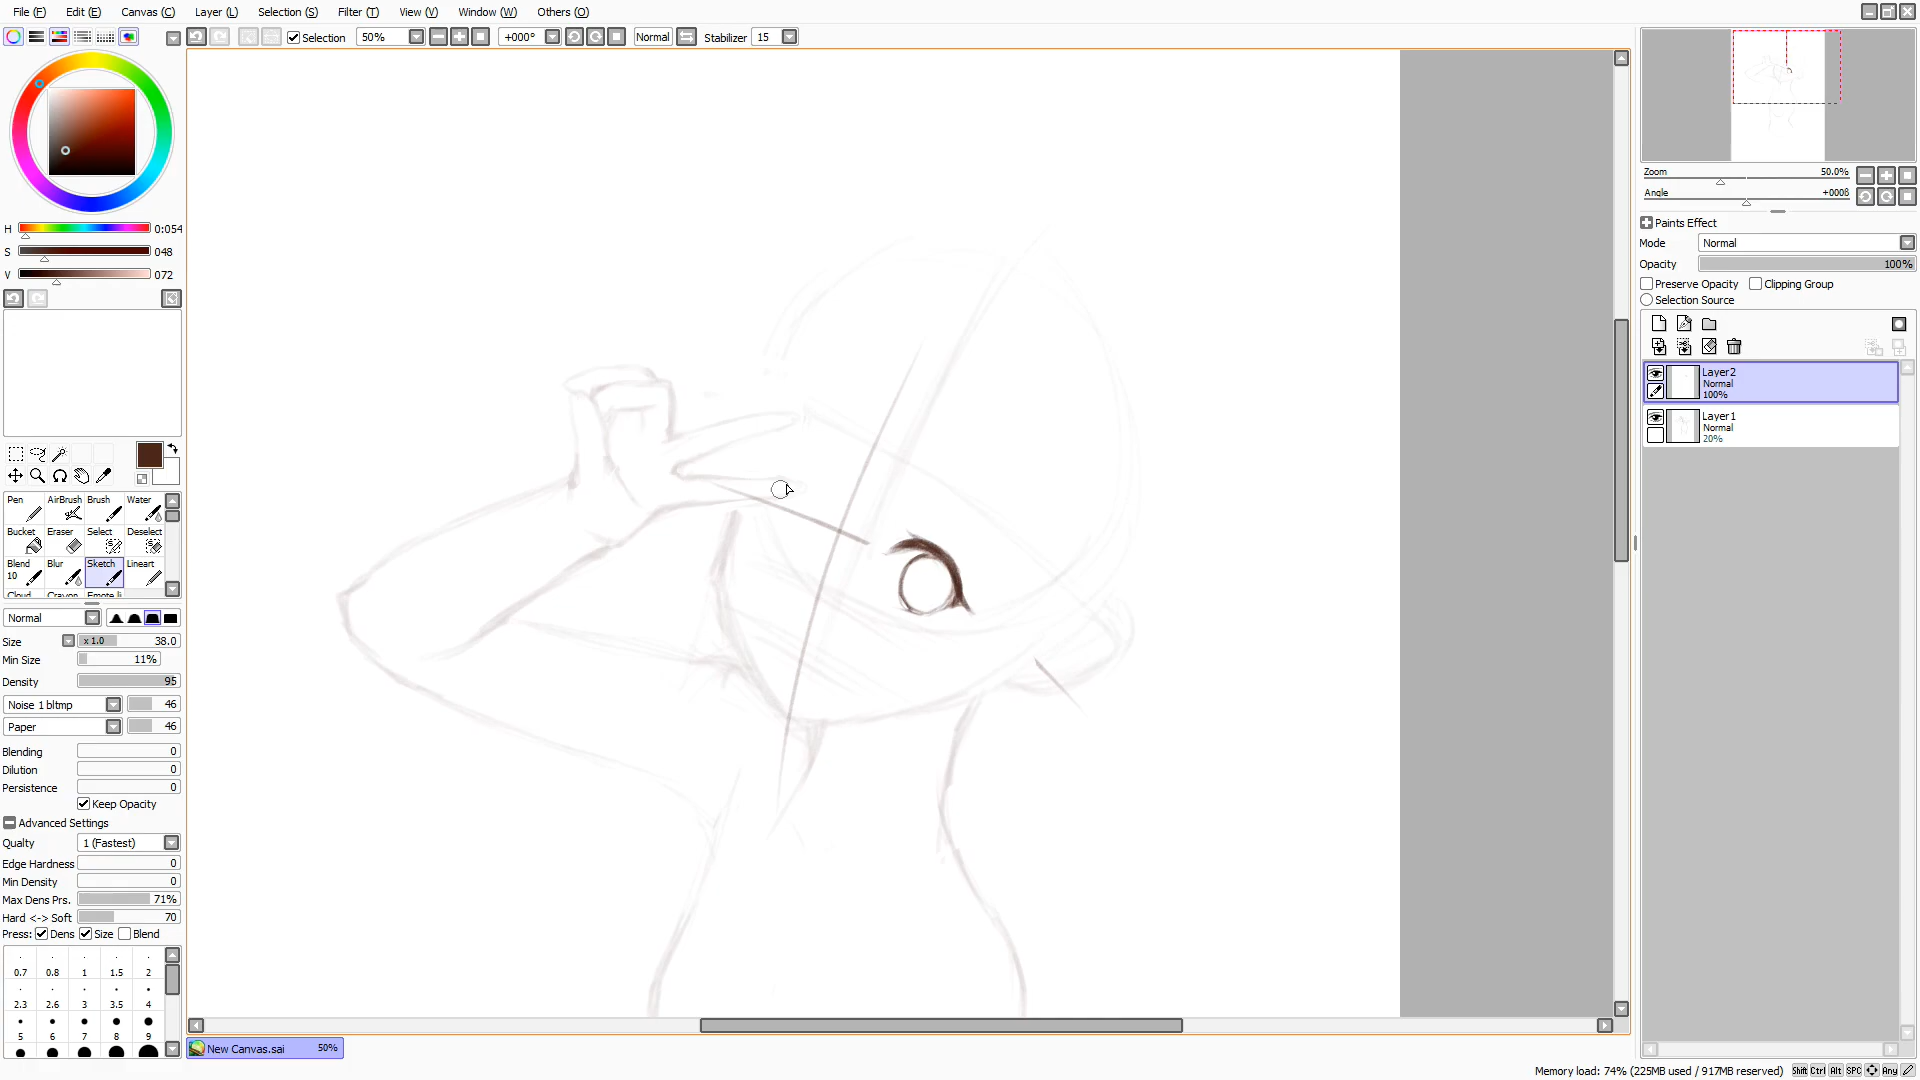 File (F) Edit (E) Canvas (C) Layer (L) Selection (S) Filter (T) View (V) Window (W) Others (O)
Selection 50% +000° Normal Stabilizer 15
H 0:054
S 048
V 072
Pen AirBrush Brush Water
Bucket Eraser Select Deselect
Blend 10 Blur Sketch Lineart
Cloud Crayon Emote li
Normal
Size x 1.0 38.0
Min Size 11%
Density 95
Noise 1 bltmp 46
Paper 46
Blending 0
Dilution 0
Persistence 0
Keep Opacity
Advanced Settings
Qualty 1 (Fastest)
Edge Hardness 0
Min Density 0
Max Dens Prs. 71%
Hard <-> Soft 70
Press: Dens Size Blend
0.7 0.8 1 1.5 2
2.3 2.6 3 3.5 4
5 6 7 8 9
New Canvas.sai 50%
Zoom 50.0%
Angle +000ß
Paints Effect
Mode Normal
Opacity 100%
Preserve Opacity Clipping Group
Selection Source
Layer2
Normal
100%
Layer1
Normal
20%
Memory load: 74% (225MB used / 917MB reserved) Shift Ctrl Alt SPC Any